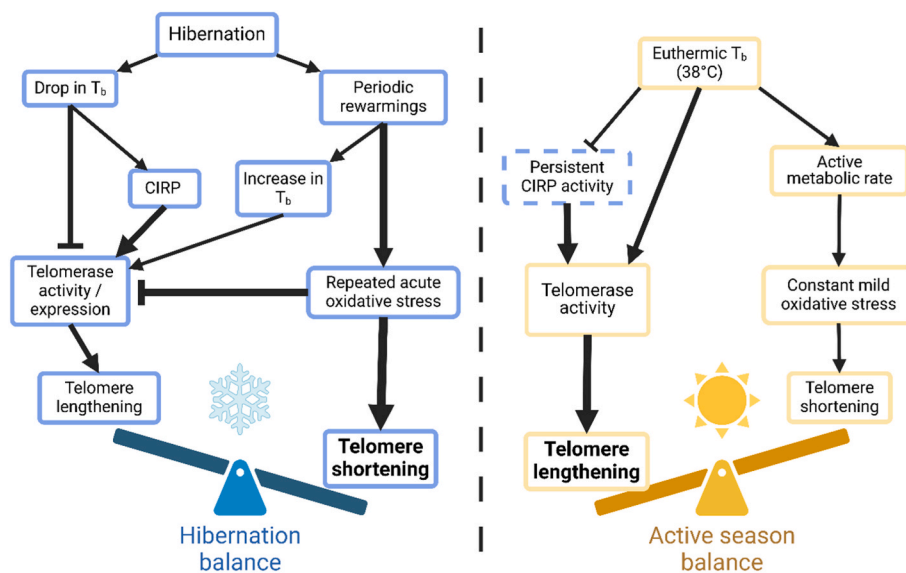 Hibernation
Drop in Tb
Periodic
rewarmings
CIRP
Increase in
Tb
Telomerase
activity /
expression
Repeated acute
oxidative stress
Telomere
lengthening
Telomere
shortening
Hibernation
balance
Euthermic Tb
(38°C)
Persistent
CIRP activity
Active
metabolic rate
Telomerase
activity
Constant mild
oxidative stress
Telomere
shortening
Telomere
lengthening
Active season
balance